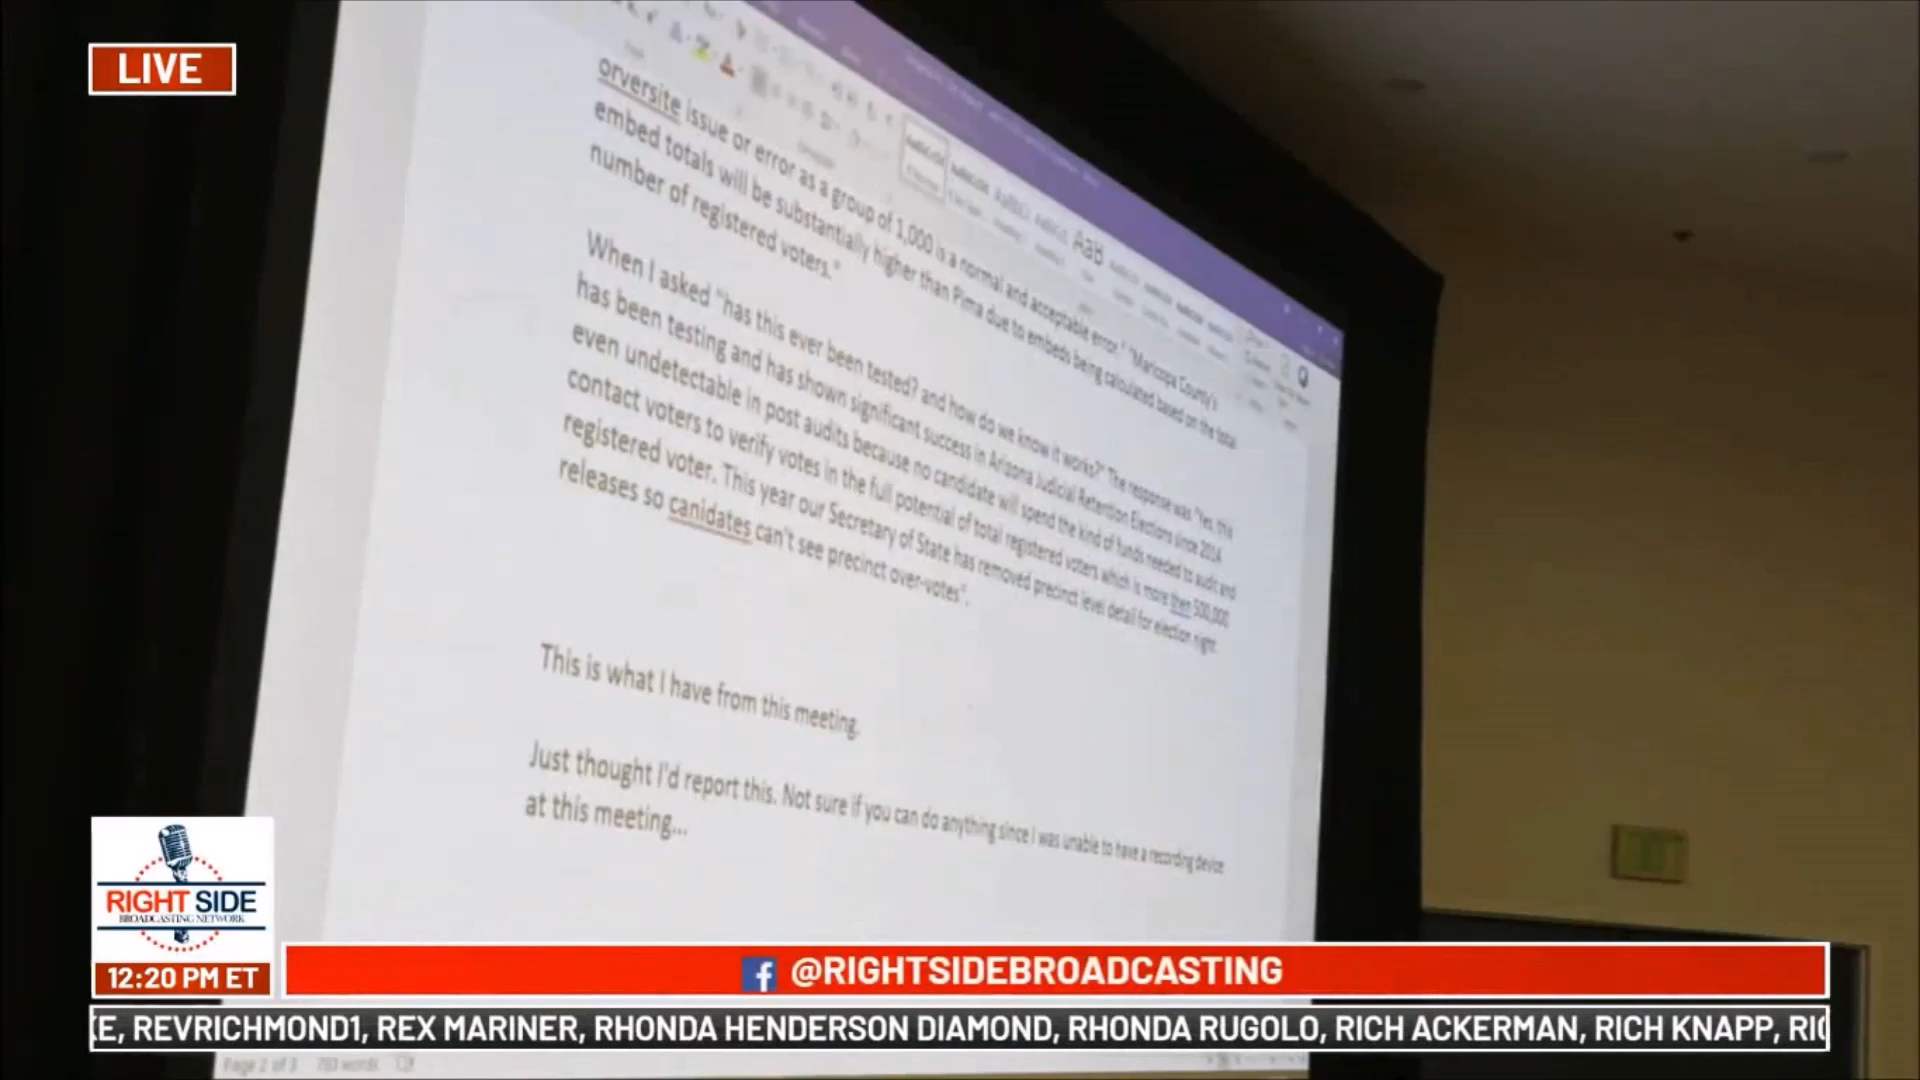 LIVE
AaB
orversite issue or error as a group of 1,000 is a normal and acceptable error." "Maricopa County's
embed totals will be substantially higher than Pima due to embeds being calculated based on the total
number of registered voters."
When I asked "has this ever been tested? and how do we know it works?" The response was "Yes, this
has been testing and has shown significant success in Arizona Judicial Retention Elections since 2014
even undetectable in post audits because no candidate will spend the kind of funds needed to audit and
contact voters to verify votes in the full potential of total registered voters which is more then 500,000
registered voter. This year our Secretary of State has removed precinct level detail for election night
releases so canidates can't see precinct over-votes".
This is what I have from this meeting.
Just thought I'd report this. Not sure if you can do anything since I was unable to have a recording device
at this meeting...
RIGHT SIDE
BROADCASTING NETWORK
12:20 PM ET
@RIGHTSIDEBROADCASTING
E, REVRICHMOND1, REX MARINER, RHONDA HENDERSON DIAMOND, RHONDA RUGOLO, RICH ACKERMAN, RICH KNAPP, RI
Page 2 of 3 783 words